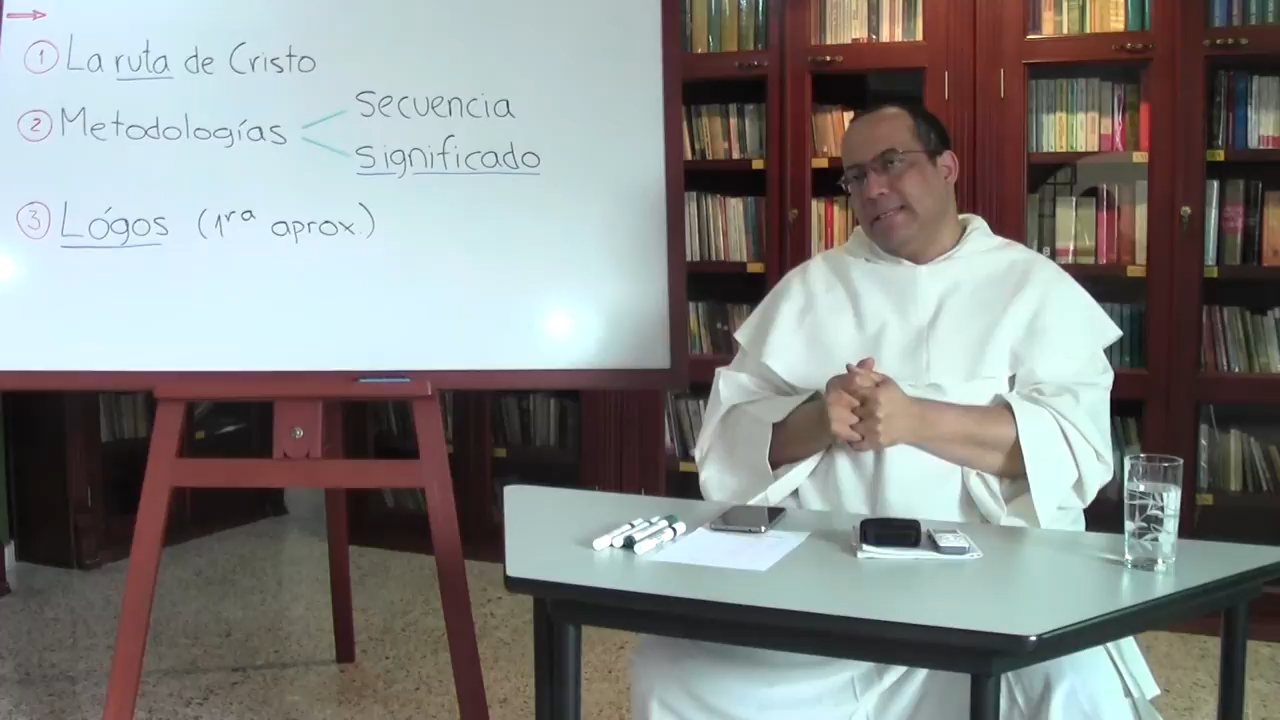 1 La ruta de Cristo
2 Metodologías
Secuencia
Significado
3 Lógos (1ra aprox.)